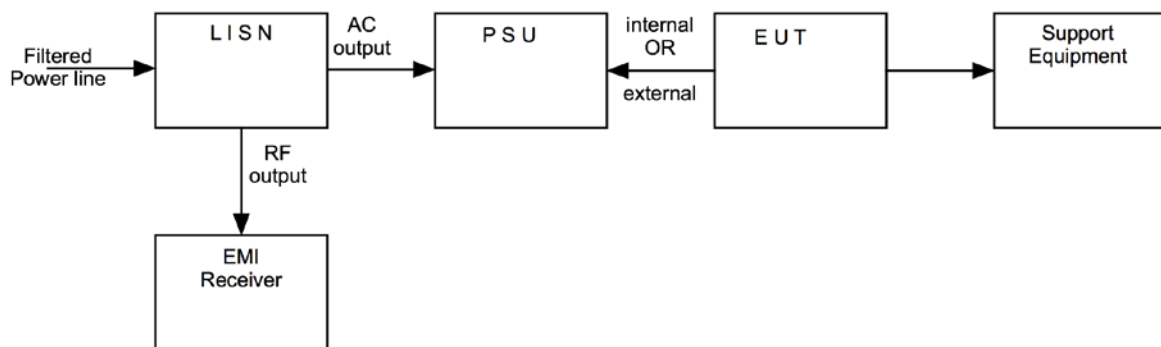 Filtered
Power line
L I S N
AC
output
P S U
internal
OR
external
E U T
Support
Equipment
RF
output
EMI
Receiver